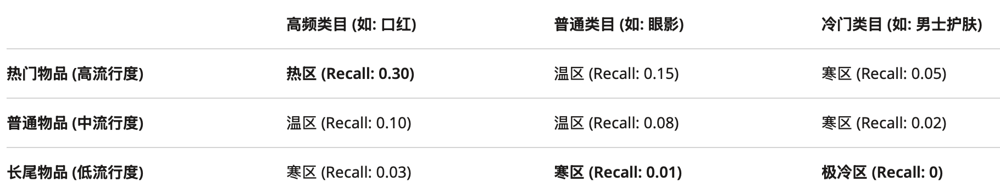 高频类目 (如: 口红) 普通类目 (如: 眼影) 冷门类目 (如: 男士护肤)
热门物品 (高流行度) 热区 (Recall: 0.30) 温区 (Recall: 0.15) 寒区 (Recall: 0.05)
普通物品 (中流行度) 温区 (Recall: 0.10) 温区 (Recall: 0.08) 寒区 (Recall: 0.02)
长尾物品 (低流行度) 寒区 (Recall: 0.03) 寒区 (Recall: 0.01) 极冷区 (Recall: 0)